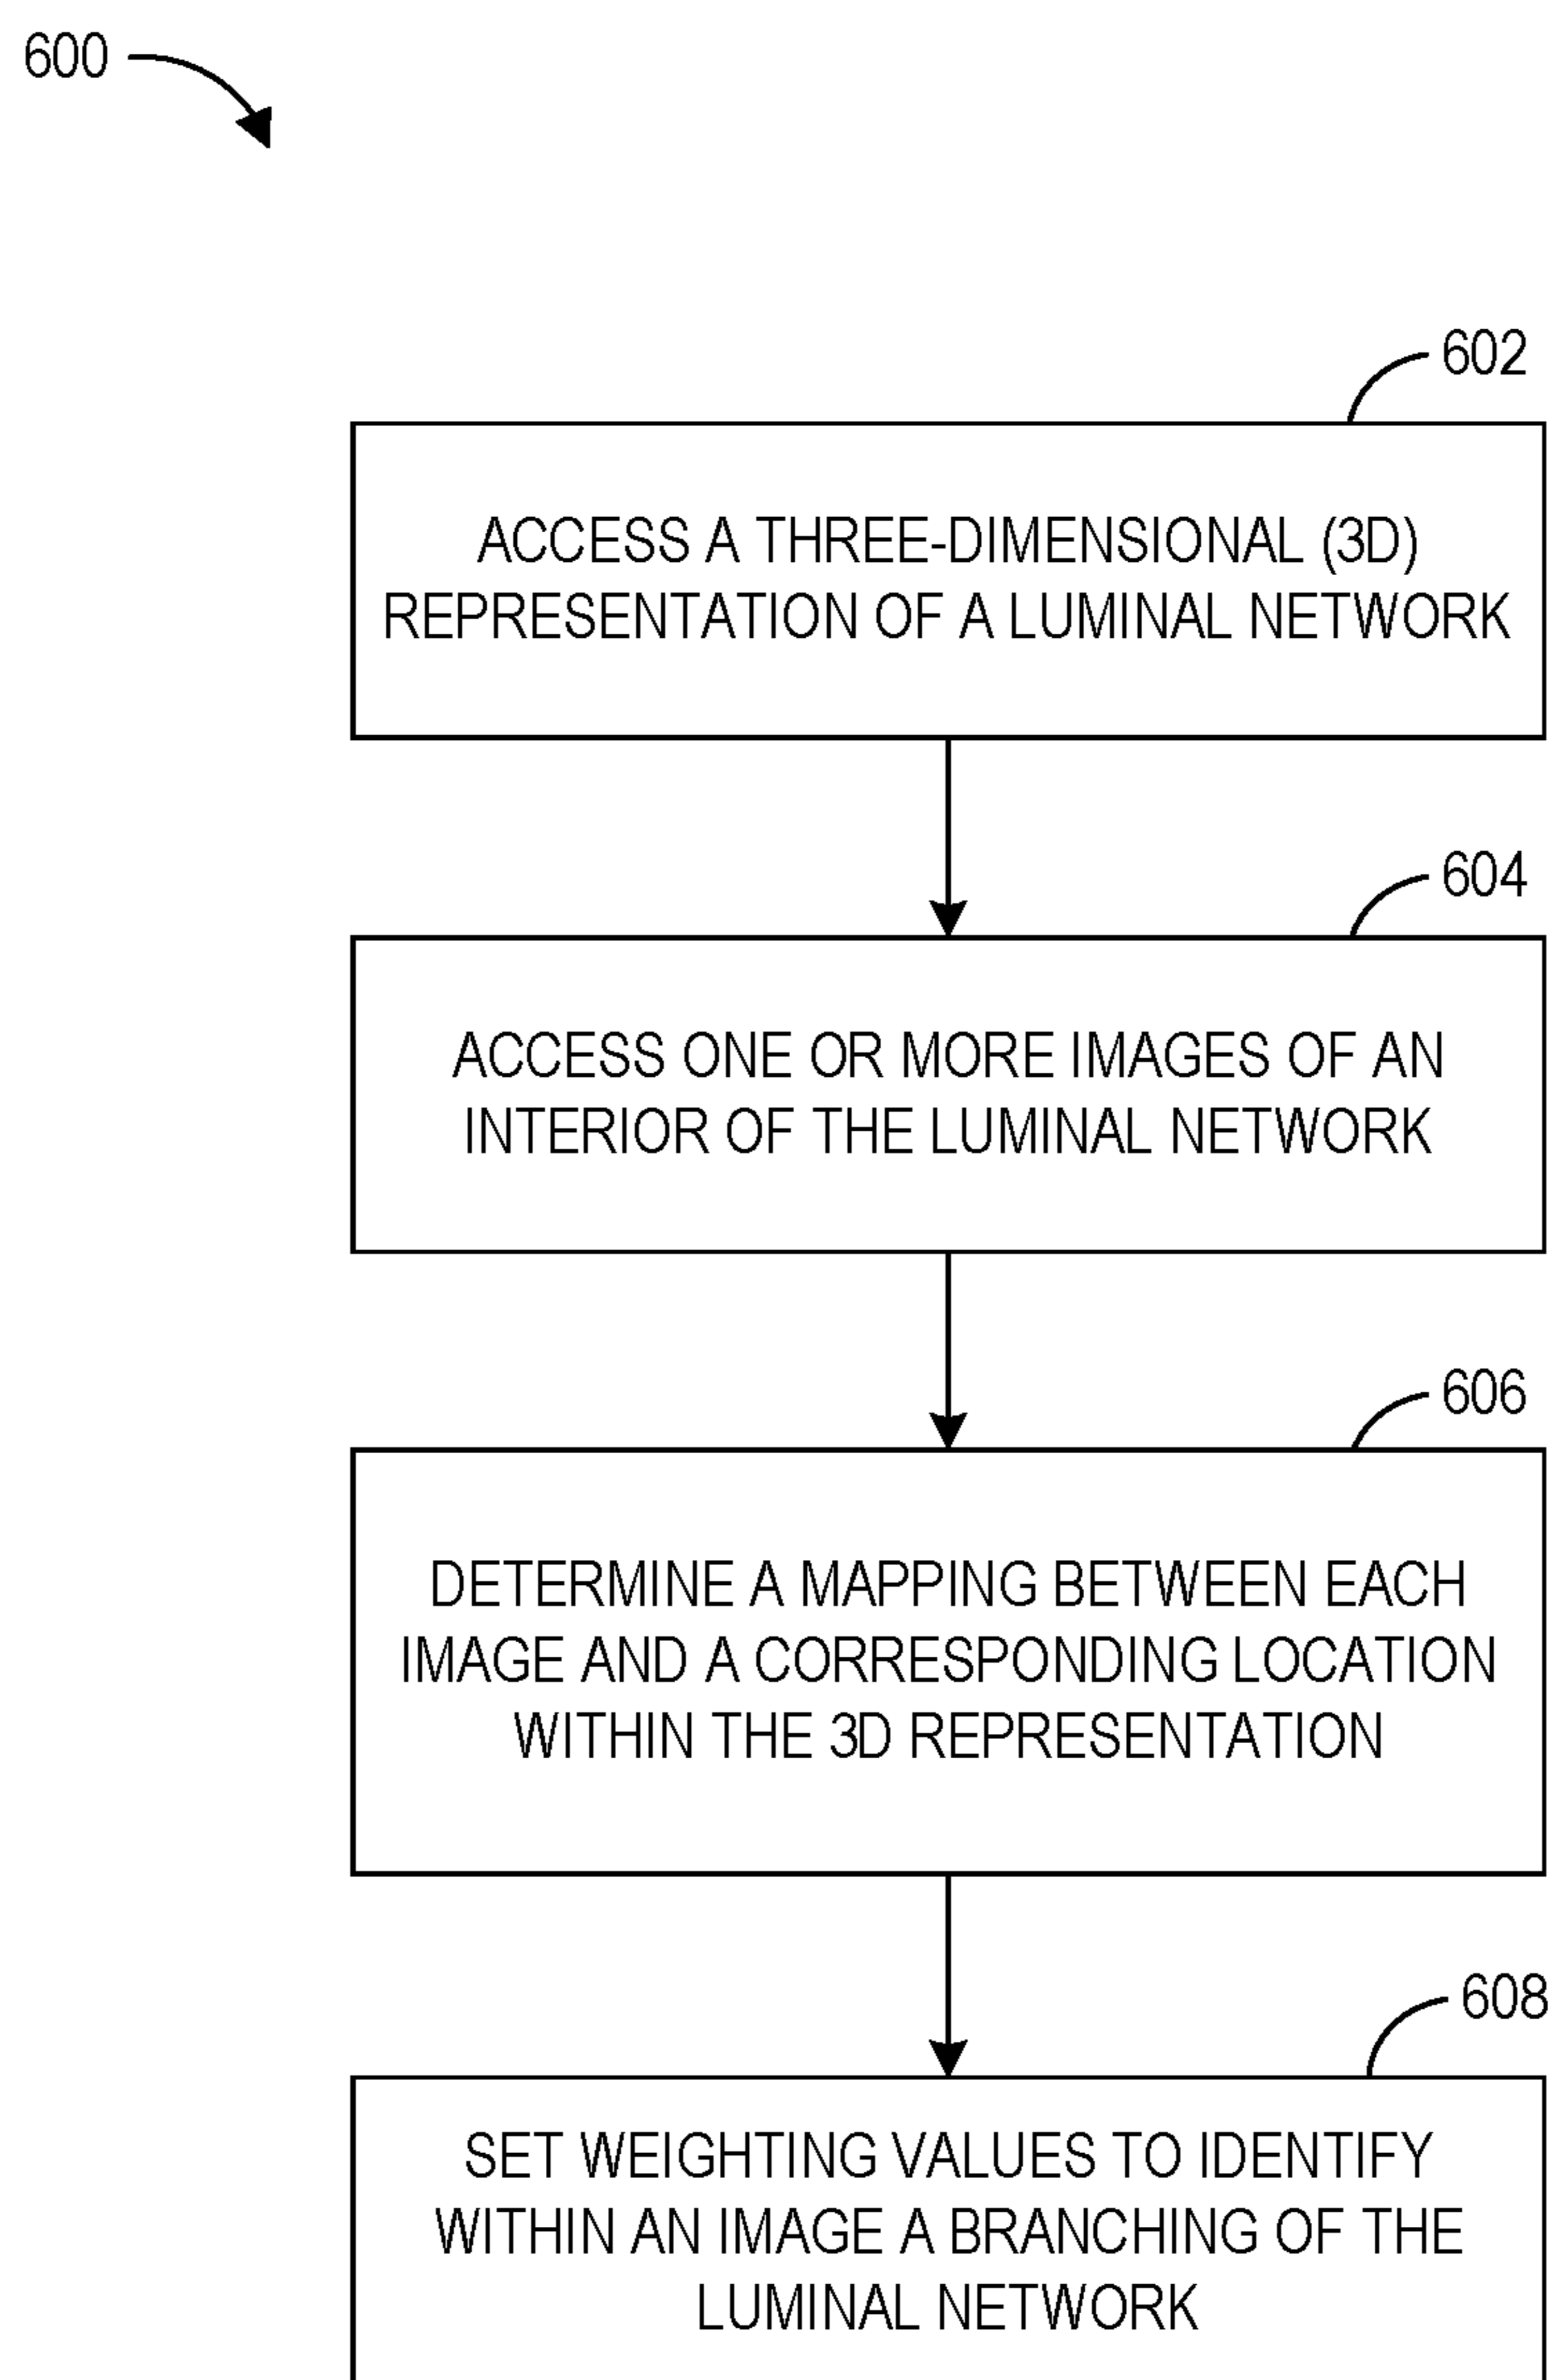 600
602
ACCESS A THREE-DIMENSIONAL (3D)
REPRESENTATION OF A LUMINAL NETWORK
604
ACCESS ONE OR MORE IMAGES OF AN
INTERIOR OF THE LUMINAL NETWORK
606
DETERMINE A MAPPING BETWEEN EACH
IMAGE AND A CORRESPONDING LOCATION
WITHIN THE 3D REPRESENTATION
608
SET WEIGHTING VALUES TO IDENTIFY
WITHIN AN IMAGE A BRANCHING OF THE
LUMINAL NETWORK